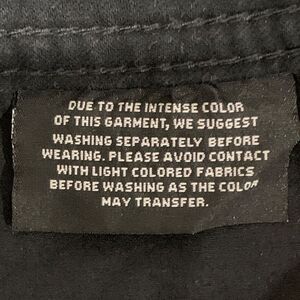 DUE TO THE INTENSE COLOR
OF THIS GARMENT, WE SUGGEST
WASHING SEPARATELY BEFORE
WEARING. PLEASE AVOID CONTACT
WITH LIGHT COLORED FABRICS
BEFORE WASHING AS THE COLOR
MAY TRANSFER.